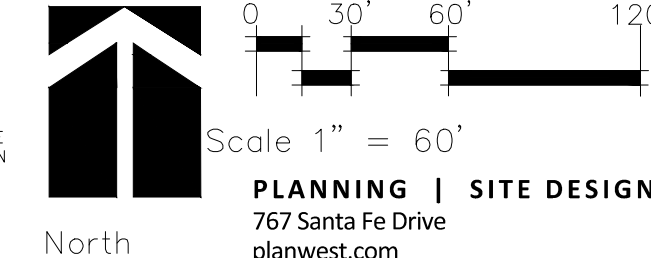 0 30’ 60’ 120
E
N
Scale 1” = 60’
PLANNING | SITE DESIGN
767 Santa Fe Drive
planwest.com
North